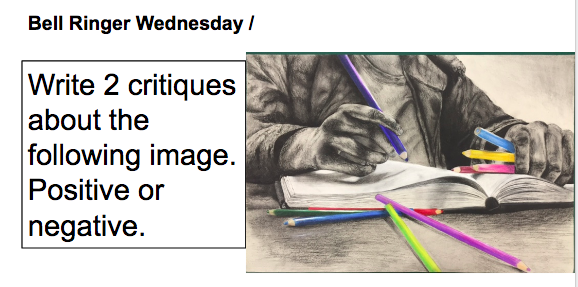 Bell Ringer Wednesday /
Write 2 critiques
about the
following image.
Positive or
negative.